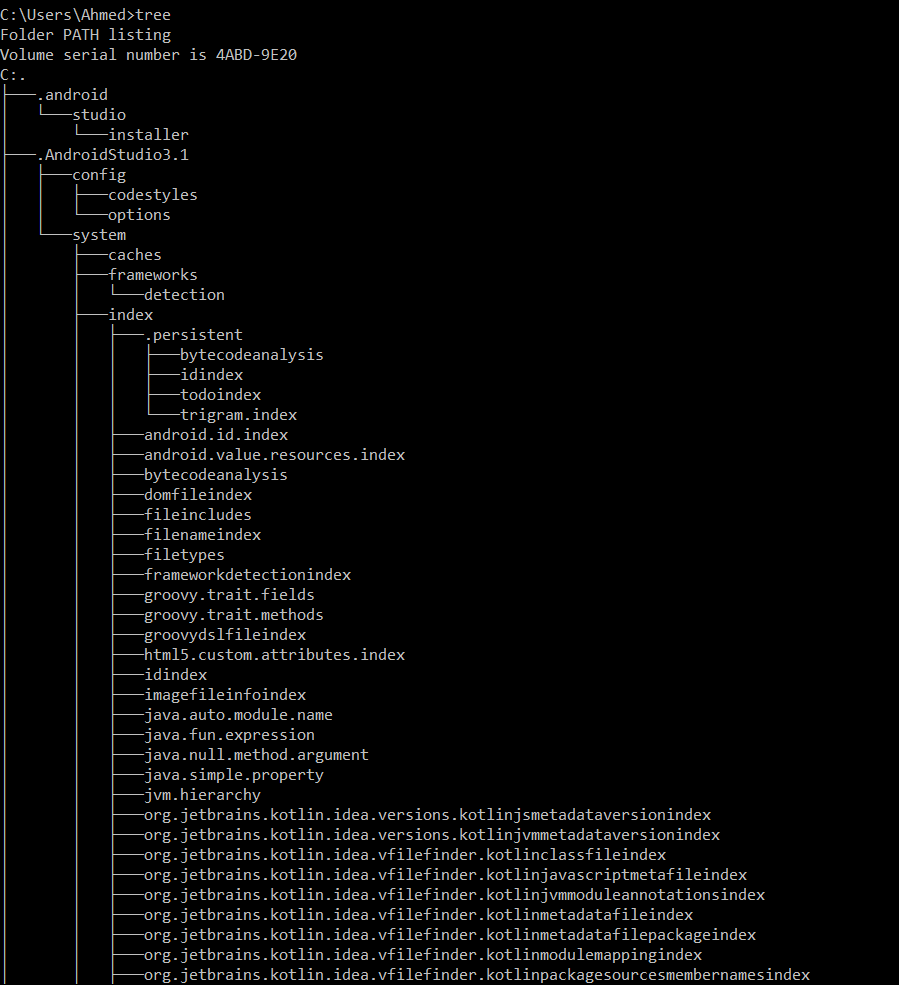 C:\Users\Ahmed>tree
Folder PATH listing
Volume serial number is 4ABD-9E20
C:.
├───.android
│   └───studio
│       └───installer
├───.AndroidStudio3.1
│   ├───config
│   │   ├───codestyles
│   │   └───options
│   └───system
│       ├───caches
│       ├───frameworks
│       │   └───detection
│       ├───index
│       │   ├───.persistent
│       │   │   ├───bytecodeanalysis
│       │   │   ├───idindex
│       │   │   ├───todoindex
│       │   │   └───trigram.index
│       │   ├───android.id.index
│       │   ├───android.value.resources.index
│       │   ├───bytecodeanalysis
│       │   ├───domfileindex
│       │   ├───fileincludes
│       │   ├───filenameindex
│       │   ├───filetypes
│       │   ├───frameworkdetectionindex
│       │   ├───groovy.trait.fields
│       │   ├───groovy.trait.methods
│       │   ├───groovydslfileindex
│       │   ├───html5.custom.attributes.index
│       │   ├───idindex
│       │   ├───imagefileinfoindex
│       │   ├───java.auto.module.name
│       │   ├───java.fun.expression
│       │   ├───java.null.method.argument
│       │   ├───java.simple.property
│       │   ├───jvm.hierarchy
│       │   ├───org.jetbrains.kotlin.idea.versions.kotlinjsmetadataversionindex
│       │   ├───org.jetbrains.kotlin.idea.versions.kotlinjvmmetadataversionindex
│       │   ├───org.jetbrains.kotlin.idea.vfilefinder.kotlinclassfileindex
│       │   ├───org.jetbrains.kotlin.idea.vfilefinder.kotlinjavascriptmetafileindex
│       │   ├───org.jetbrains.kotlin.idea.vfilefinder.kotlinjvmmoduleannotationsindex
│       │   ├───org.jetbrains.kotlin.idea.vfilefinder.kotlinmetadatafileindex
│       │   ├───org.jetbrains.kotlin.idea.vfilefinder.kotlinmetadatafilepackageindex
│       │   ├───org.jetbrains.kotlin.idea.vfilefinder.kotlinmodulemappingindex
│       │   ├───org.jetbrains.kotlin.idea.vfilefinder.kotlinpackagesourcesmembernamesindex